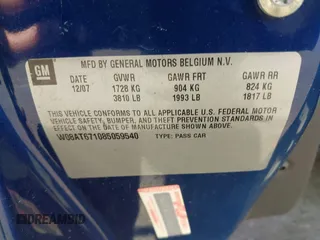 GM
MFD BY GENERAL MOTORS BELGIUM N.V.
DATE GVWR GAWR FRT GAWR RR
12/07 1728 KG 904 KG 824 KG
3810 LB 1993 LB 1817 LB
THIS VEHICLE CONFORMS TO ALL APPLICABLE U.S. FEDERAL MOTOR
VEHICLE SAFETY, BUMPER, AND THEFT PREVENTION STANDARDS IN
EFFECT ON THE DATE OF MANUFACTURE SHOWN ABOVE.
W08AT671085059540 TYPE: PASS CAR
DREAMSID